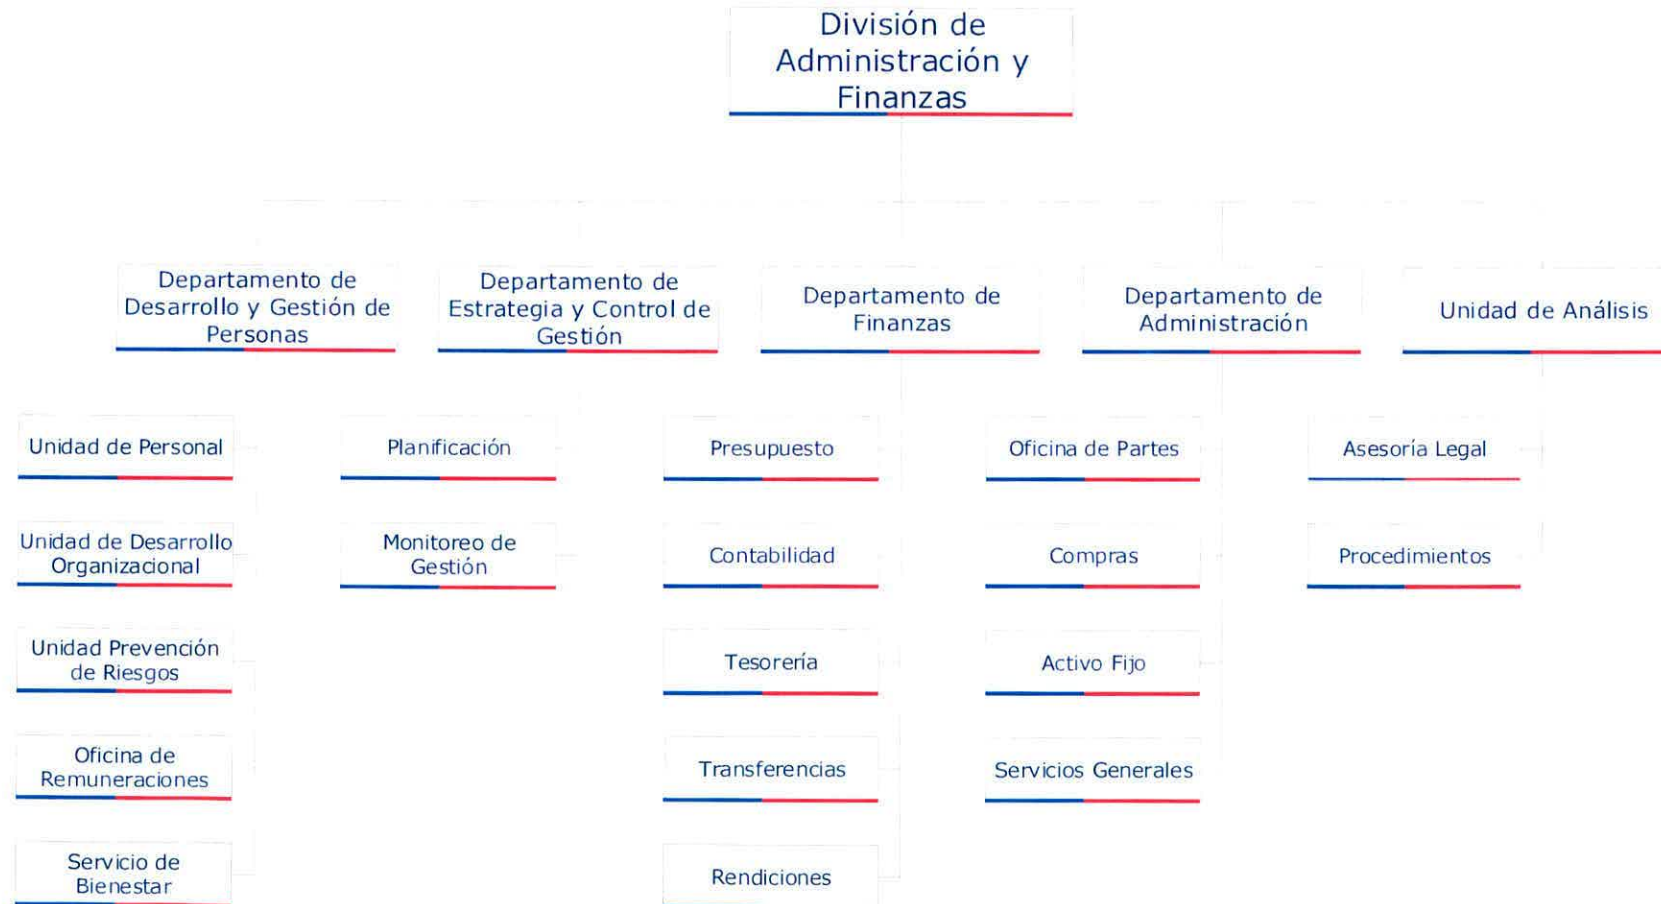 División de
Administración y
Finanzas
Departamento de
Desarrollo y Gestión de
Personas
Departamento de
Estrategia y Control de
Gestión
Departamento de
Finanzas
Departamento de
Administración
Unidad de Análisis
Unidad de Personal
Planificación
Presupuesto
Oficina de Partes
Asesoría Legal
Unidad de Desarrollo
Organizacional
Monitoreo de
Gestión
Contabilidad
Compras
Procedimientos
Unidad Prevención
de Riesgos
Tesorería
Activo Fijo
Oficina de
Remuneraciones
Transferencias
Servicios Generales
Servicio de
Bienestar
Rendiciones